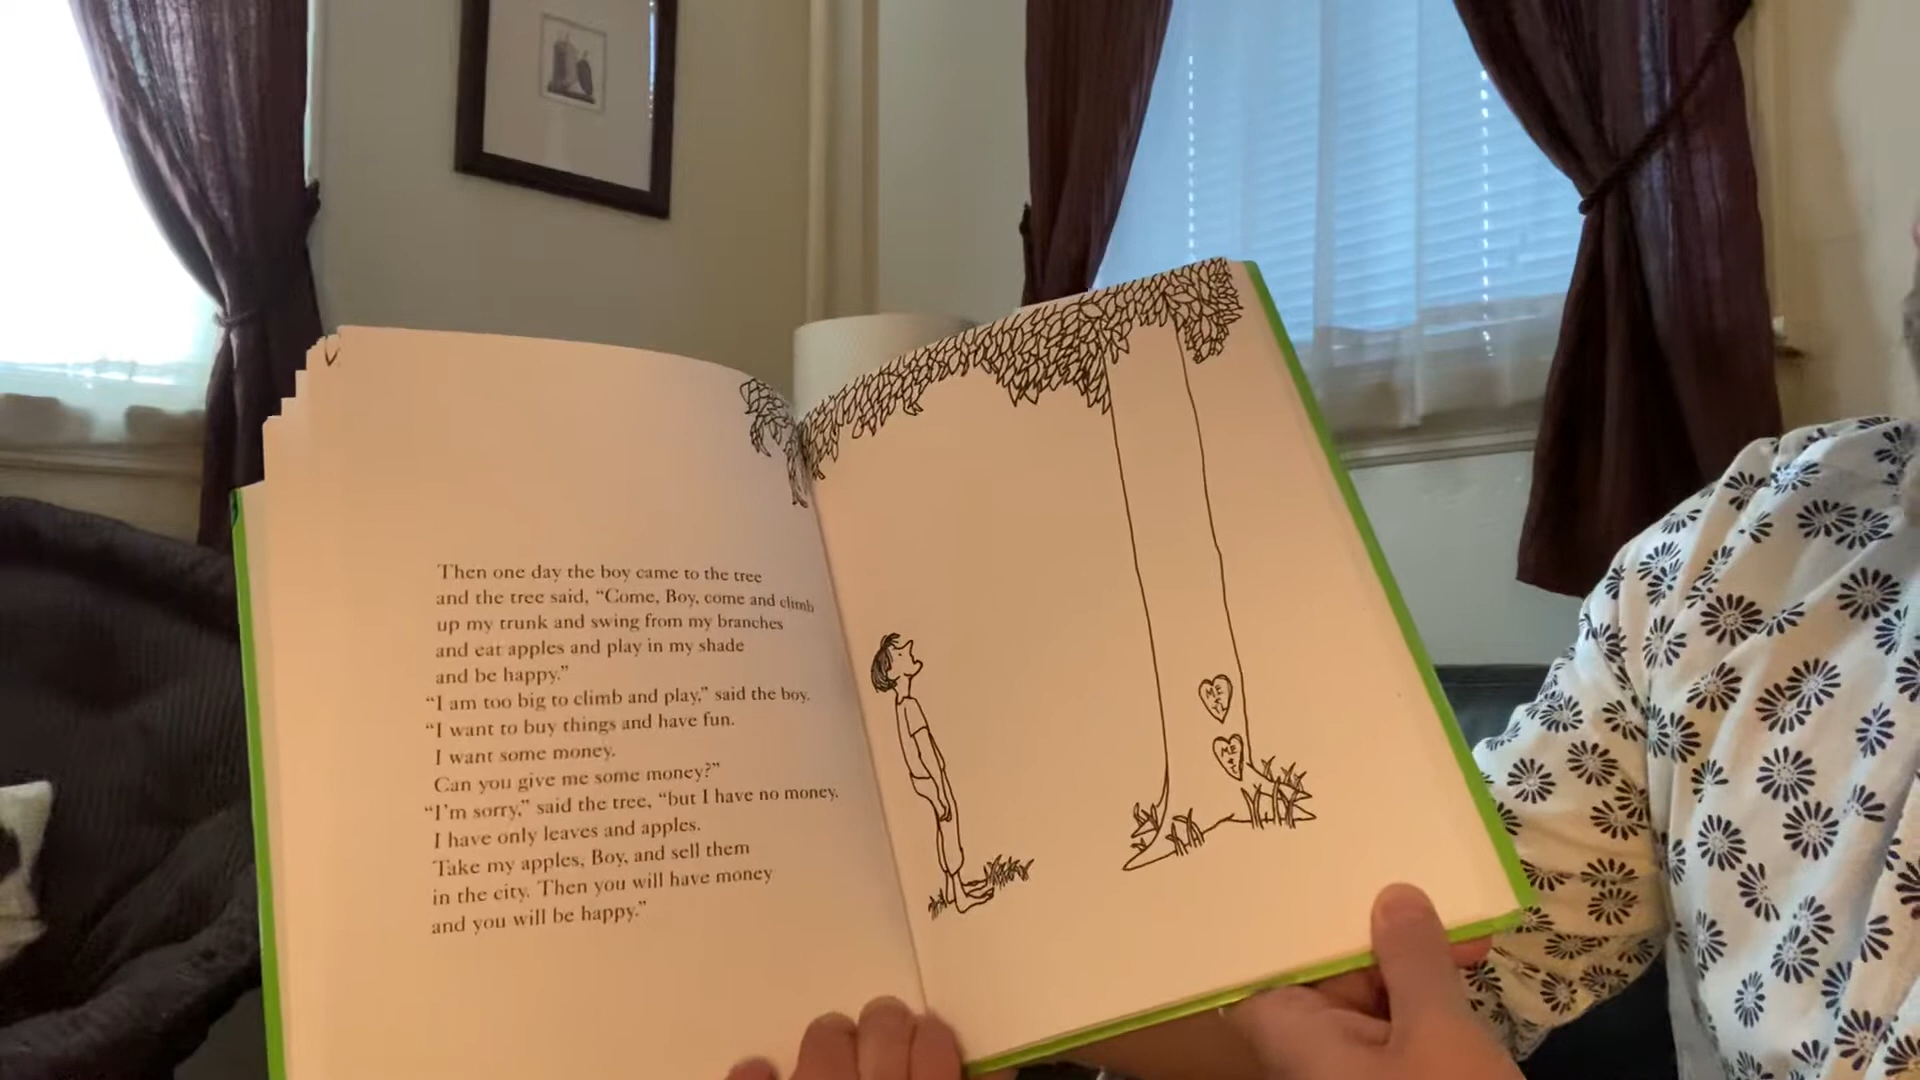 Then one day the boy came to the tree
and the tree said, “Come, Boy, come and climb
up my trunk and swing from my branches
and eat apples and play in my shade
and be happy.”
“I am too big to climb and play,” said the boy.
“I want to buy things and have fun.
I want some money.
Can you give me some money?”
“I’m sorry,” said the tree, “but I have no money.
I have only leaves and apples.
Take my apples, Boy, and sell them
in the city. Then you will have money
and you will be happy.”
ME
ME